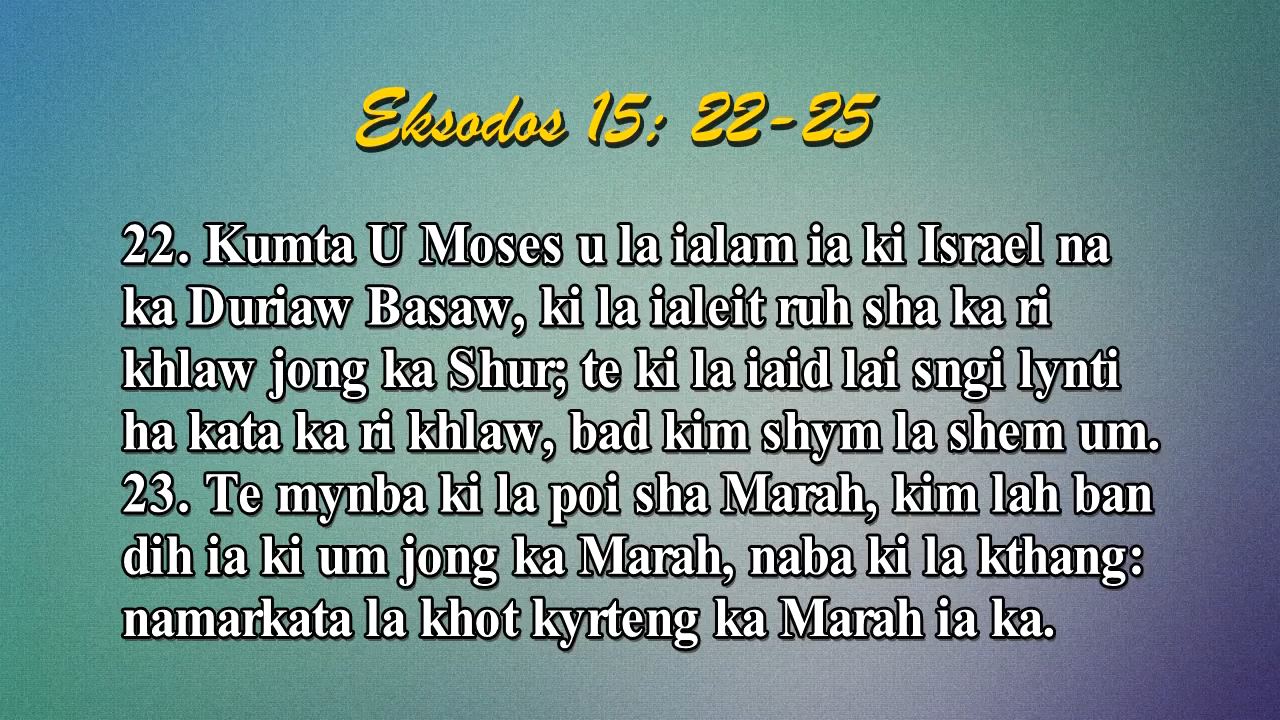 Eksodos 15: 22-25
22. Kumta U Moses u la ialam ia ki Israel na
ka Duriaw Basaw, ki la ialeit ruh sha ka ri
khlaw jong ka Shur; te ki la iaid lai sngi lynti
ha kata ka ri khlaw, bad kim shym la shem um.
23. Te mynba ki la poi sha Marah, kim lah ban
dih ia ki um jong ka Marah, naba ki la kthang:
namarkata la khot kyrteng ka Marah ia ka.